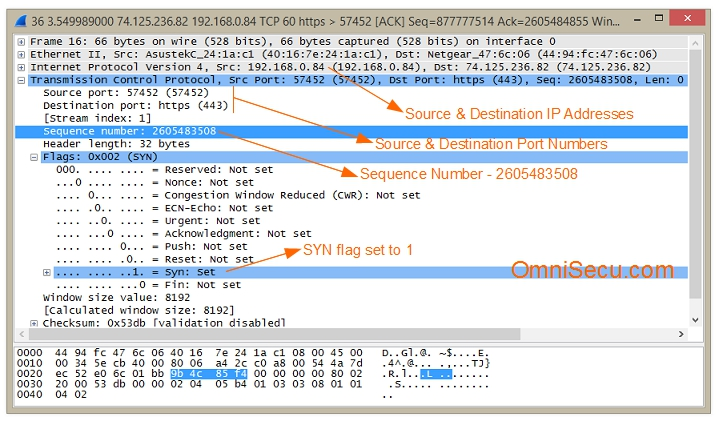 36 3.549989000 74.125.236.82 192.168.0.84 TCP 60 https > 57452 [ACK] Seq=877777514 Ack=2605484855 Win...
Frame 16: 66 bytes on wire (528 bits), 66 bytes captured (528 bits) on interface 0
Ethernet II, Src: AsustekC_24:1a:c1 (40:16:7e:24:1a:c1), Dst: Netgear_47:6c:06 (44:94:fc:47:6c:06)
Internet Protocol Version 4, Src: 192.168.0.84 (192.168.0.84), Dst: 74.125.236.82 (74.125.236.82)
Transmission Control Protocol, Src Port: 57452 (57452), Dst Port: https (443), Seq: 2605483508, Len: 0
Source port: 57452 (57452)
Destination port: https (443)
Source & Destination IP Addresses
[Stream index: 1]
Sequence number: 2605483508
Source & Destination Port Numbers
Header length: 32 bytes
Flags: 0x002 (SYN)
000. .... .... = Reserved: Not set
Sequence Number - 2605483508
...0 .... .... = Nonce: Not set
.... 0... .... = Congestion Window Reduced (CWR): Not set
.... .0.. .... = ECN-Echo: Not set
.... ..0. .... = Urgent: Not set
.... ...0 .... = Acknowledgment: Not set
.... .... 0... = Push: Not set
SYN flag set to 1
.... .... .0.. = Reset: Not set
.... .... ..1. = Syn: Set
OmniSecu.com
.... .... ...0 = Fin: Not set
Window size value: 8192
[Calculated window size: 8192]
Checksum: 0x53db [validation disabled]
0000 44 94 fc 47 6c 06 40 16 7e 24 1a c1 08 00 45 00 D..Gl.@. ~$....E.
0010 00 34 5e cb 40 00 80 06 a4 2c c0 a8 00 54 4a 7d .4^.@... .,...TJ}
0020 ec 52 e0 6c 01 bb 9b 4c 85 f4 00 00 00 00 80 02 .R.l...L ........
0030 20 00 53 db 00 00 02 04 05 b4 01 03 03 08 01 01 .S..... ........
0040 04 02 ..